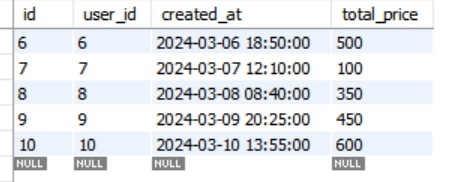 id user_id created_at total_price
6 6 2024-03-06 18:50:00 500
7 7 2024-03-07 12:10:00 100
8 8 2024-03-08 08:40:00 350
9 9 2024-03-09 20:25:00 450
10 10 2024-03-10 13:55:00 600
NULL NULL NULL NULL